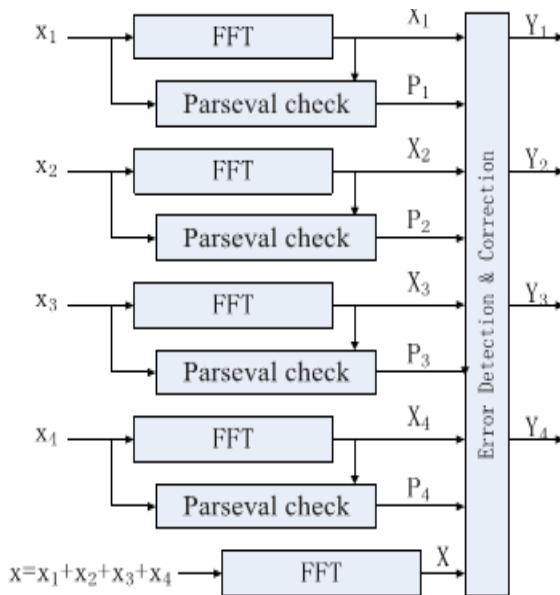 x₁ FFT x₁ Y₁
Parseval check P₁
x₂ FFT X₂ Y₂
Parseval check P₂
x₃ FFT X₃ Y₃
Parseval check P₃
x₄ FFT X₄ Y₄
Parseval check P₄
x=x₁+x₂+x₃+x₄ FFT X
Error Detection & Correction